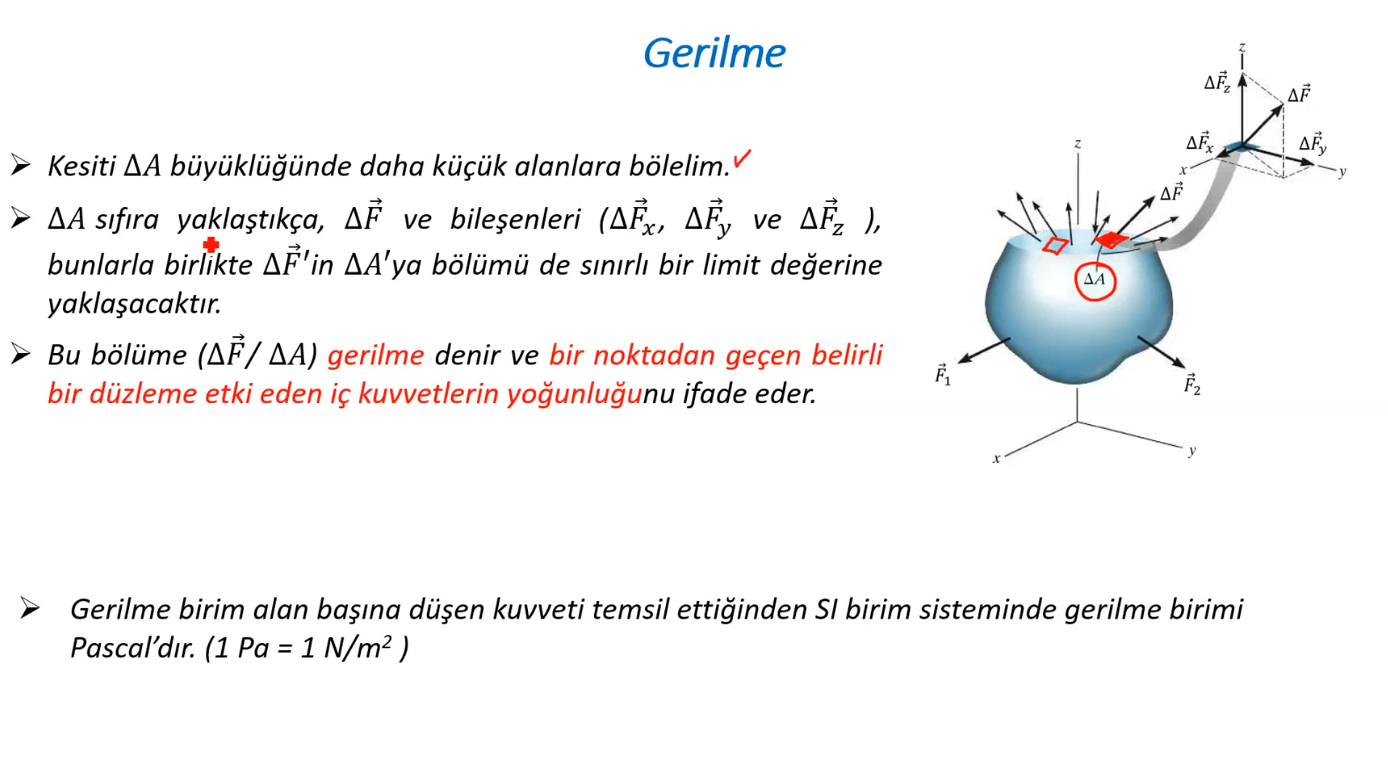 Gerilme
➢ Kesiti ΔA büyüklüğünde daha küçük alanlara bölelim.✓
➢ ΔA sıfıra yaklaştıkça, ΔF⃗ ve bileşenleri (ΔF⃗x, ΔF⃗y ve ΔF⃗z ),
bunlarla birlikte ΔF⃗'in ΔA'ya bölümü de sınırlı bir limit değerine
yaklaşacaktır.
➢ Bu bölüme (ΔF⃗/ ΔA) gerilme denir ve bir noktadan geçen belirli
bir düzleme etki eden iç kuvvetlerin yoğunluğunu ifade eder.
z
ΔF⃗z
ΔF⃗
ΔF⃗x
ΔF⃗y
x
y
z
ΔF⃗
ΔA
F⃗1
F⃗2
x
y
➢ Gerilme birim alan başına düşen kuvveti temsil ettiğinden SI birim sisteminde gerilme birimi
Pascal’dır. (1 Pa = 1 N/m² )